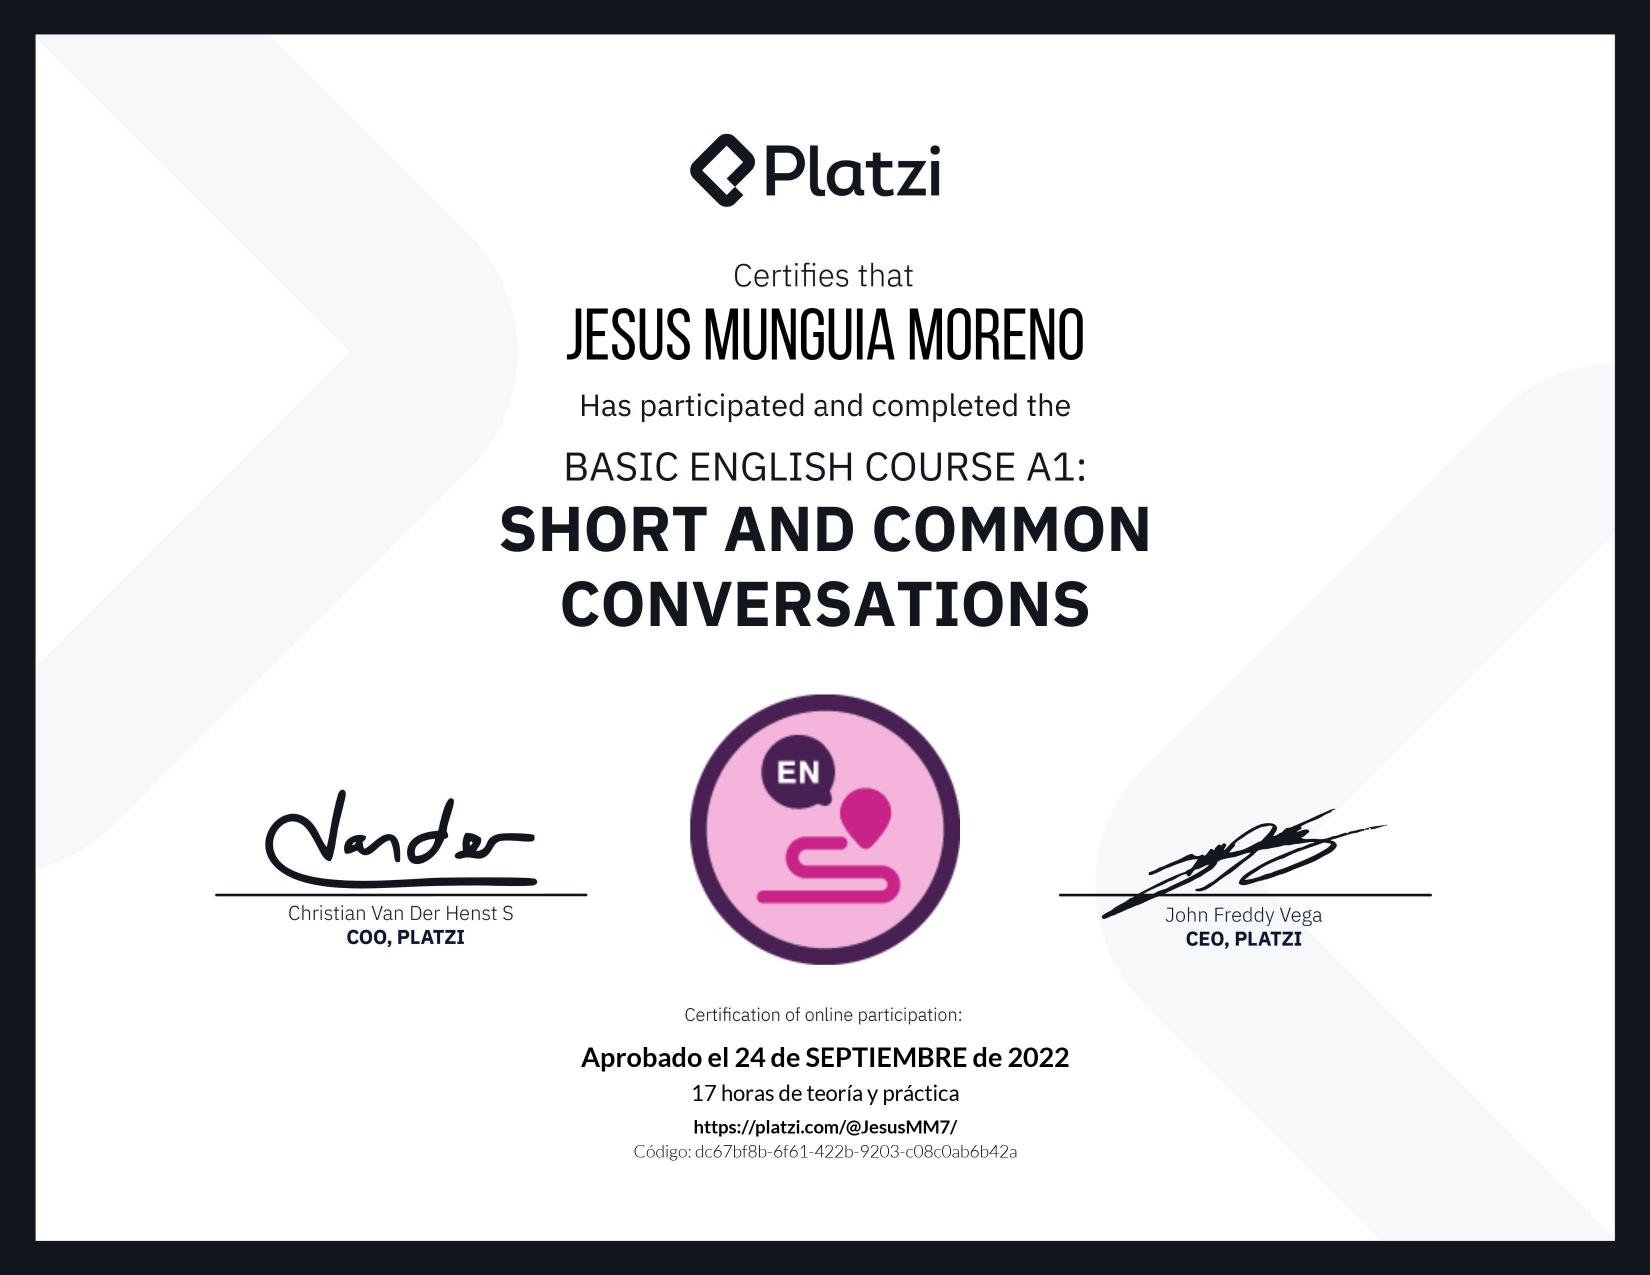 Platzi
Certifies that
JESUS MUNGUIA MORENO
Has participated and completed the
BASIC ENGLISH COURSE A1:
SHORT AND COMMON
CONVERSATIONS
EN
Vander
Christian Van Der Henst S
COO, PLATZI
John Freddy Vega
CEO, PLATZI
Certification of online participation:
Aprobado el 24 de SEPTIEMBRE de 2022
17 horas de teoría y práctica
https://platzi.com/@JesusMM7/
Código: dc67bf8b-6f61-422b-9203-c08c0ab6b42a